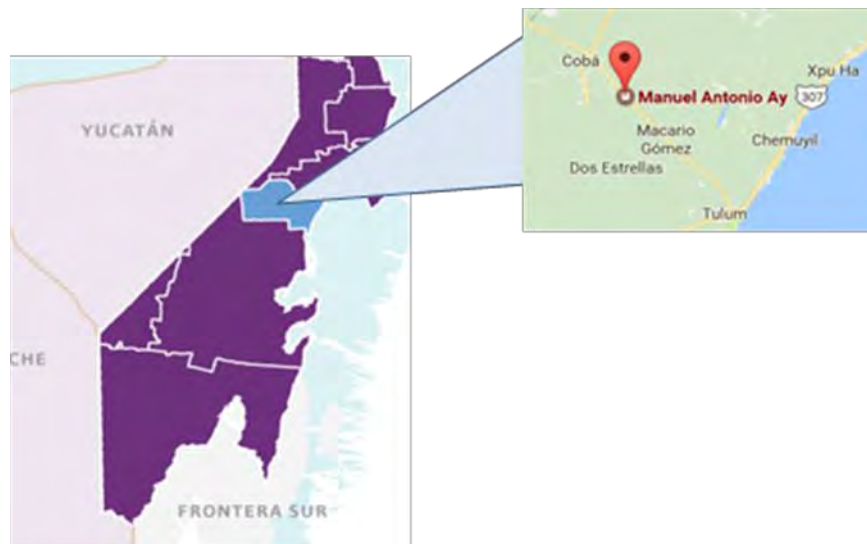 YUCATÁN
CHE
FRONTERA SUR
Cobá
Xpu Ha
Manuel Antonio Ay
307
Macario
Gómez
Chemuyil
Dos Estrellas
Tulum